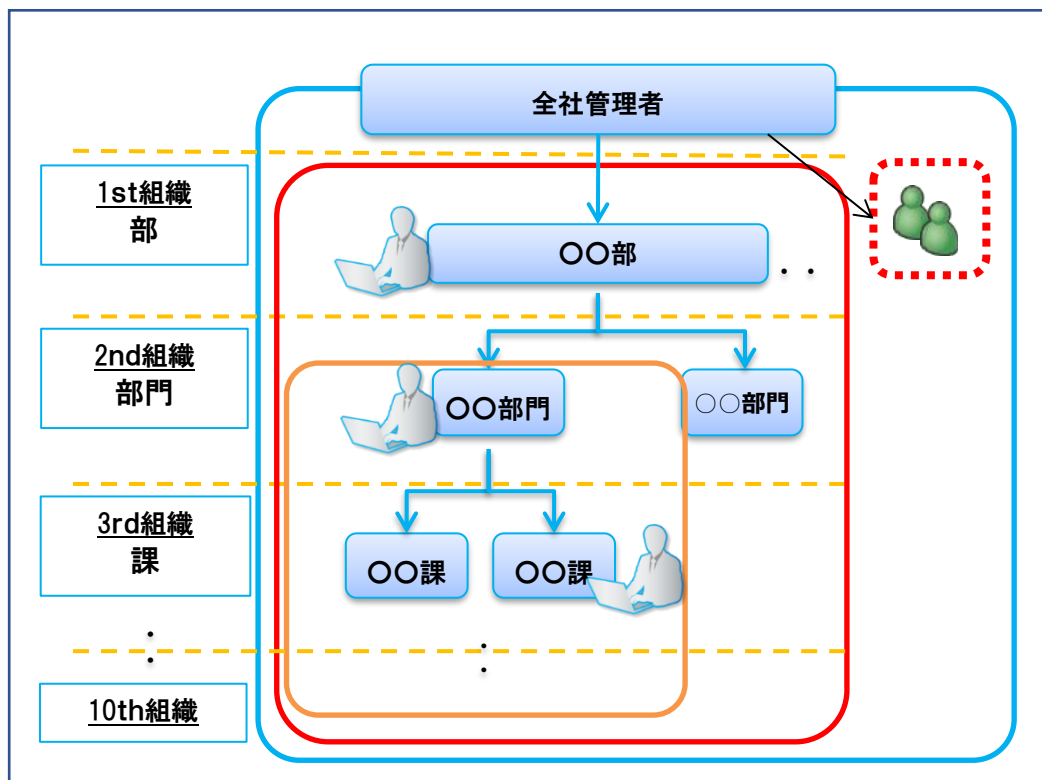 全社管理者
1st組織
部
〇〇部
・・
2nd組織
部門
〇〇部門
○○部門
3rd組織
課
〇〇課
〇〇課
：
：
10th組織